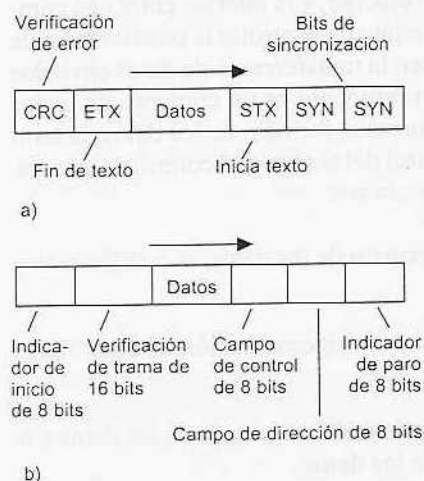 Verificación
de error
Bits de
sincronización
CRC ETX Datos STX SYN SYN
Fin de texto
Inicia texto
a)
Datos
Indica-
dor de
inicio
de 8 bits
Verificación
de trama de
16 bits
Campo
de control
de 8 bits
Indicador
de paro
de 8 bits
Campo de dirección de 8 bits
b)